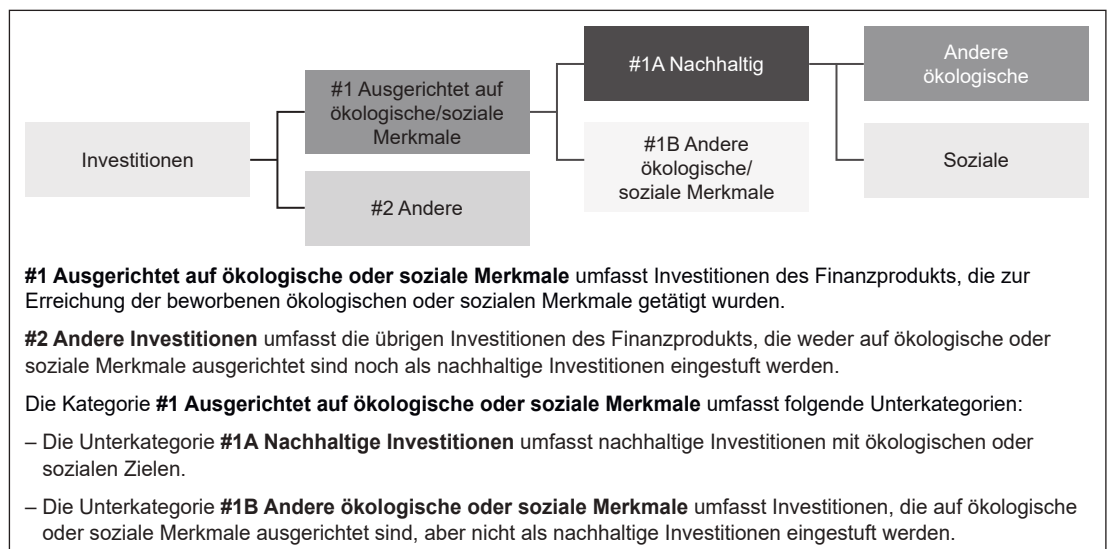 Investitionen
#1 Ausgerichtet auf
ökologische/soziale
Merkmale
#2 Andere
#1A Nachhaltig
#1B Andere
ökologische/
soziale Merkmale
Andere
ökologische
Soziale
#1 Ausgerichtet auf ökologische oder soziale Merkmale umfasst Investitionen des Finanzprodukts, die zur
Erreichung der beworbenen ökologischen oder sozialen Merkmale getätigt wurden.
#2 Andere Investitionen umfasst die übrigen Investitionen des Finanzprodukts, die weder auf ökologische oder
soziale Merkmale ausgerichtet sind noch als nachhaltige Investitionen eingestuft werden.
Die Kategorie #1 Ausgerichtet auf ökologische oder soziale Merkmale umfasst folgende Unterkategorien:
– Die Unterkategorie #1A Nachhaltige Investitionen umfasst nachhaltige Investitionen mit ökologischen oder
sozialen Zielen.
– Die Unterkategorie #1B Andere ökologische oder soziale Merkmale umfasst Investitionen, die auf ökologische
oder soziale Merkmale ausgerichtet sind, aber nicht als nachhaltige Investitionen eingestuft werden.